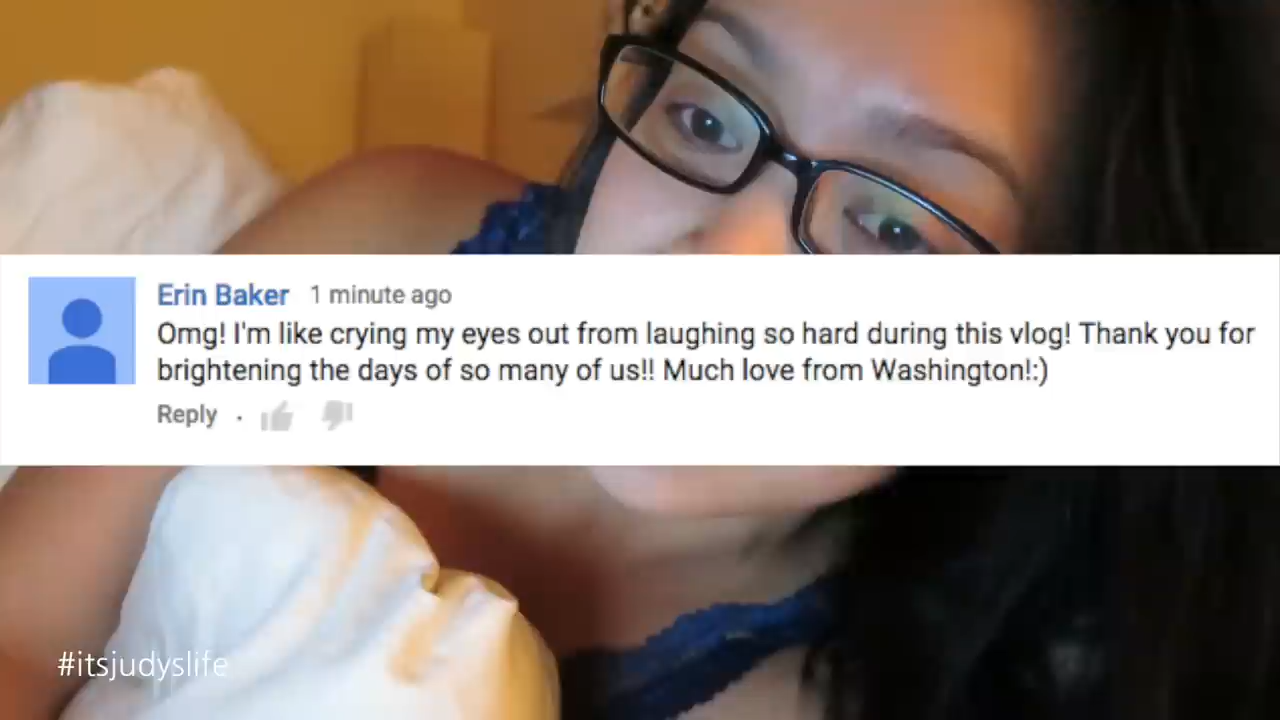 Erin Baker 1 minute ago
Omg! I'm like crying my eyes out from laughing so hard during this vlog! Thank you for
brightening the days of so many of us!! Much love from Washington!:)
Reply ·
#itsjudyslife